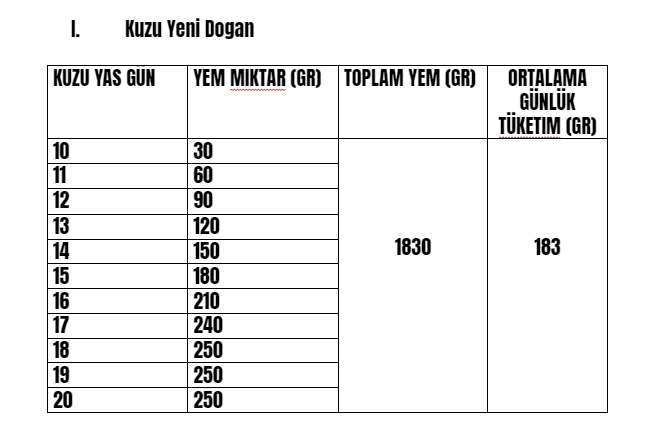 I. Kuzu Yeni Dogan
KUZU YAS GÜN YEM MIKTAR (GR) TOPLAM YEM (GR) ORTALAMA
GÜNLÜK
TÜKETIM (GR)
10 30
11 60
12 90
13 120
14 150 1830 183
15 180
16 210
17 240
18 250
19 250
20 250